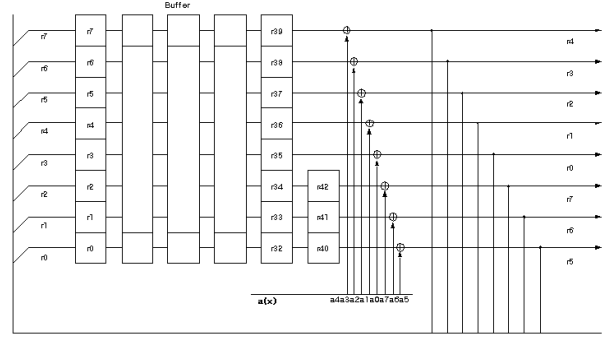 Buffer
r7 r39
r7 r4
r6 r38
r6 r3
r5 r37
r5 r2
r4 r36
r4 r1
r3 r35
r3 r0
r2 r34 r42
r2 r7
r1 r33 r41
r1 r6
r0 r32 r40
r0 r5
a(x) a4a3a2a1a0a7a6a5